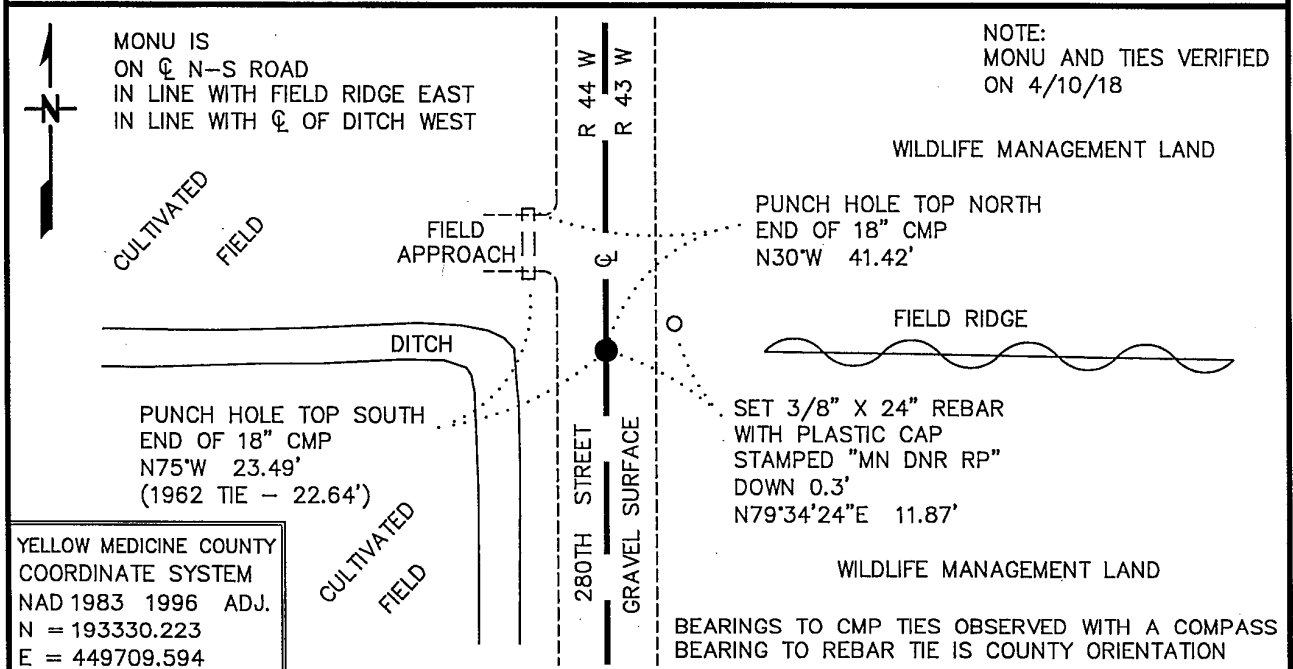 MONU IS
ON ℄ N-S ROAD
IN LINE WITH FIELD RIDGE EAST
IN LINE WITH ℄ OF DITCH WEST
N
R 44 W
R 43 W
NOTE:
MONU AND TIES VERIFIED
ON 4/10/18
WILDLIFE MANAGEMENT LAND
CULTIVATED
FIELD
FIELD
APPROACH
℄
PUNCH HOLE TOP NORTH
END OF 18" CMP
N30°W 41.42'
FIELD RIDGE
DITCH
PUNCH HOLE TOP SOUTH
END OF 18" CMP
N75°W 23.49'
(1962 TIE - 22.64')
SET 3/8" X 24" REBAR
WITH PLASTIC CAP
STAMPED "MN DNR RP"
DOWN 0.3'
N79°34'24"E 11.87'
280TH STREET
GRAVEL SURFACE
CULTIVATED
FIELD
YELLOW MEDICINE COUNTY
COORDINATE SYSTEM
NAD 1983 1996 ADJ.
N = 193330.223
E = 449709.594
WILDLIFE MANAGEMENT LAND
BEARINGS TO CMP TIES OBSERVED WITH A COMPASS
BEARING TO REBAR TIE IS COUNTY ORIENTATION